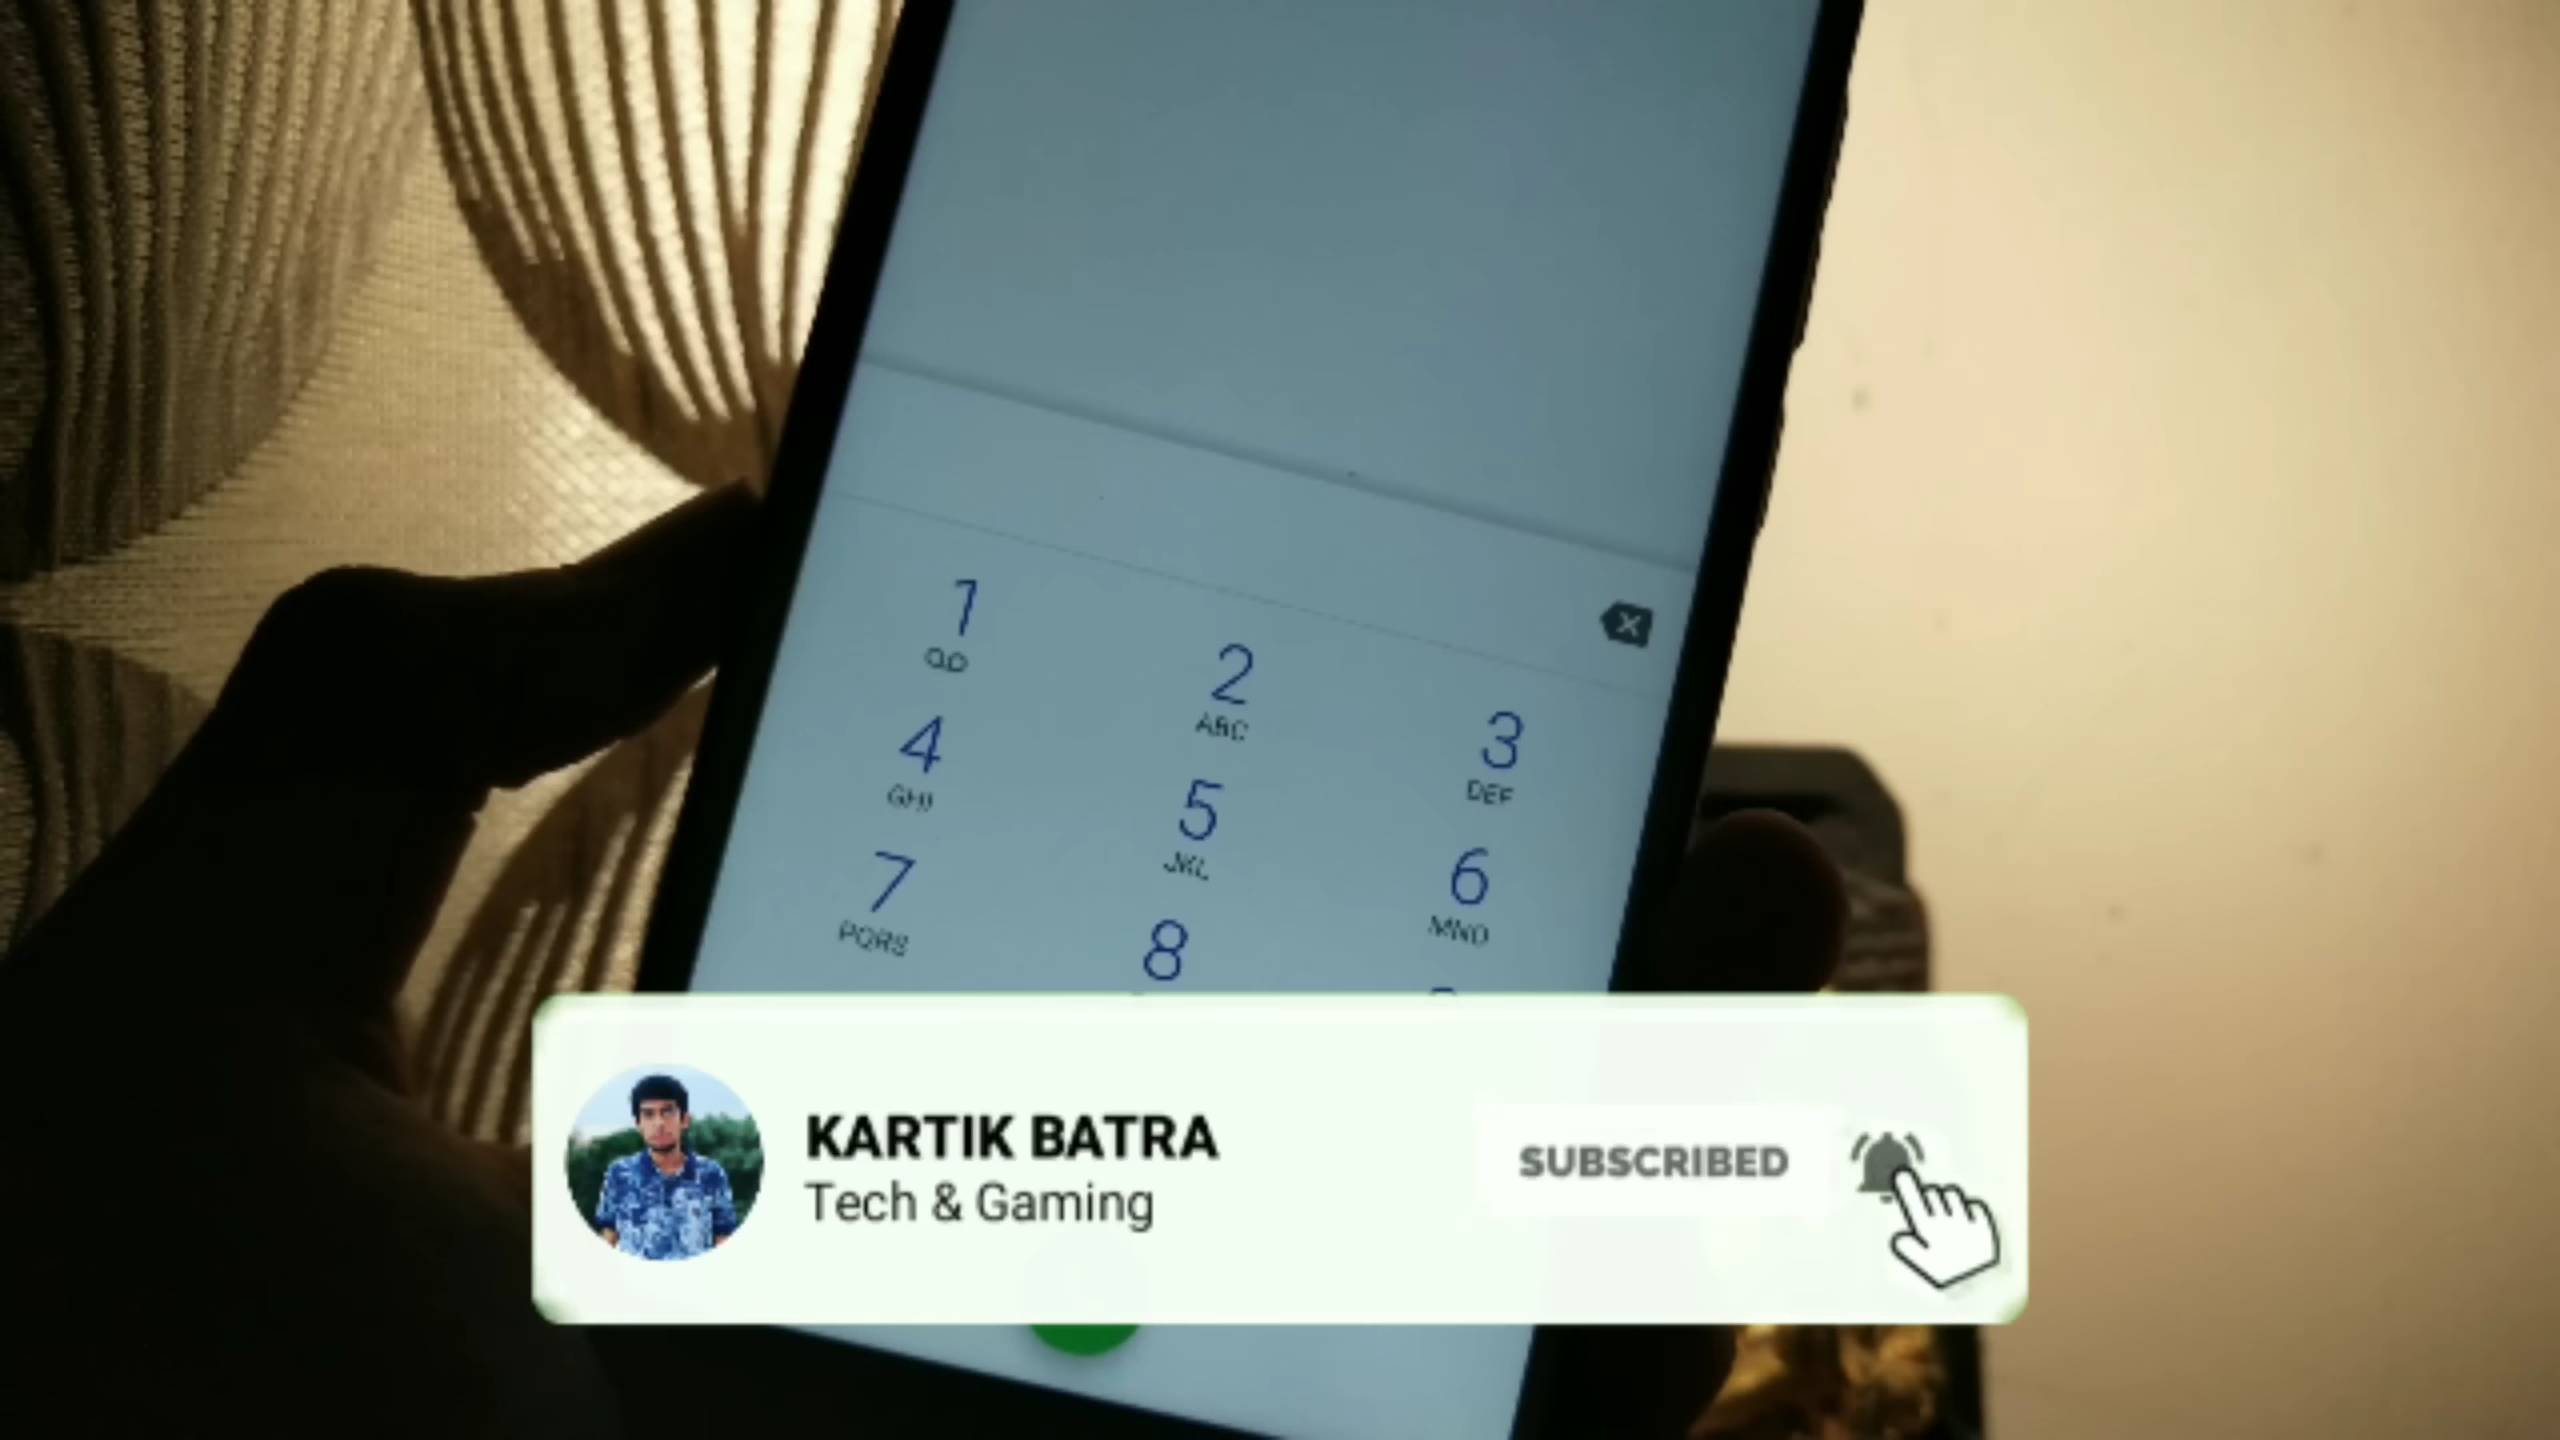 1
2
ABC
3
DEF
4
GHI
5
JKL
6
MNO
7
PQRS
8
KARTIK BATRA
Tech & Gaming
SUBSCRIBED